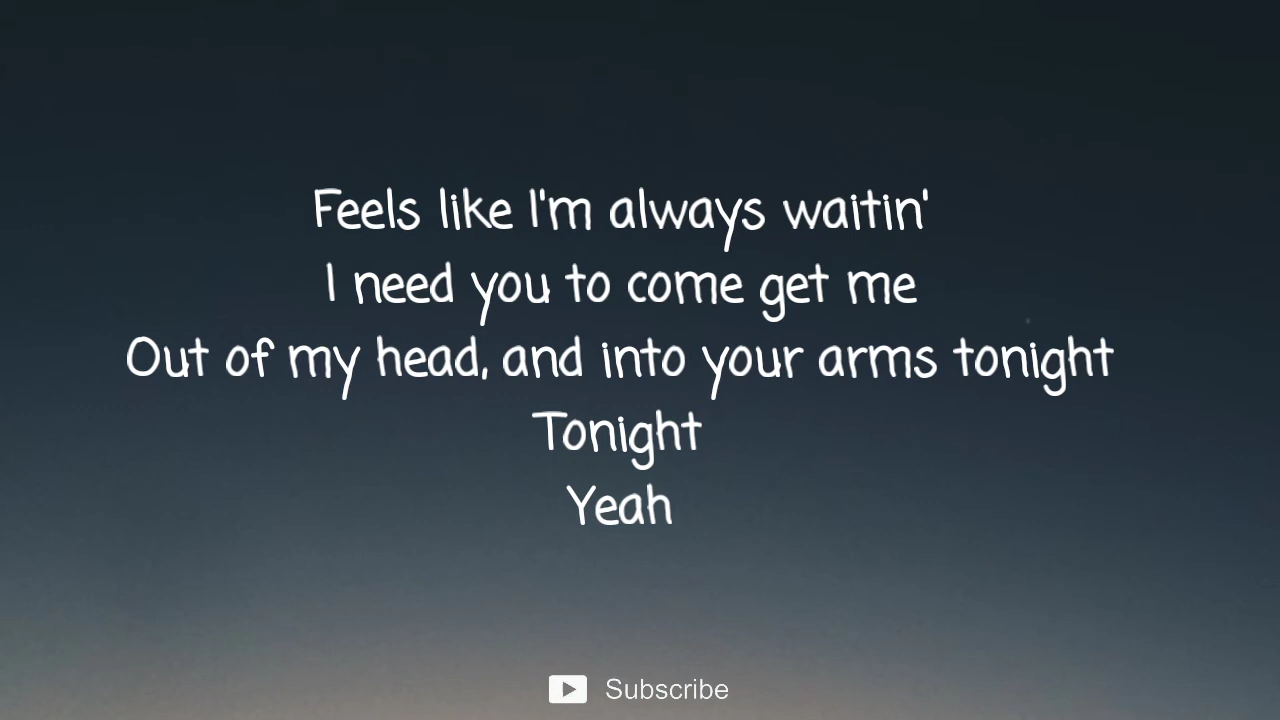 Feels like I'm always waitin'
I need you to come get me
Out of my head, and into your arms tonight
Tonight
Yeah
Subscribe